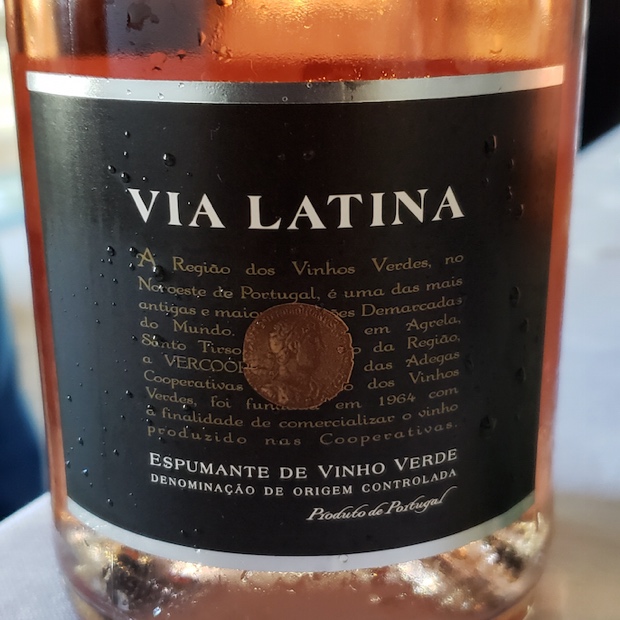 VIA LATINA
A Região dos Vinhos Verdes, no
Noroeste de Portugal, é uma das mais
antigas e Demarcadas
do Mundo. em Agrela,
Santo Tirso da Região,
a das Adegas
Cooperativas dos Vinhos
Verdes, foi em 1964 com
a finalidade de comercializar o vinho
produzido nas Cooperativas.
ESPUMANTE DE VINHO VERDE
DENOMINAÇÃO DE ORIGEM CONTROLADA
Produto de Portugal